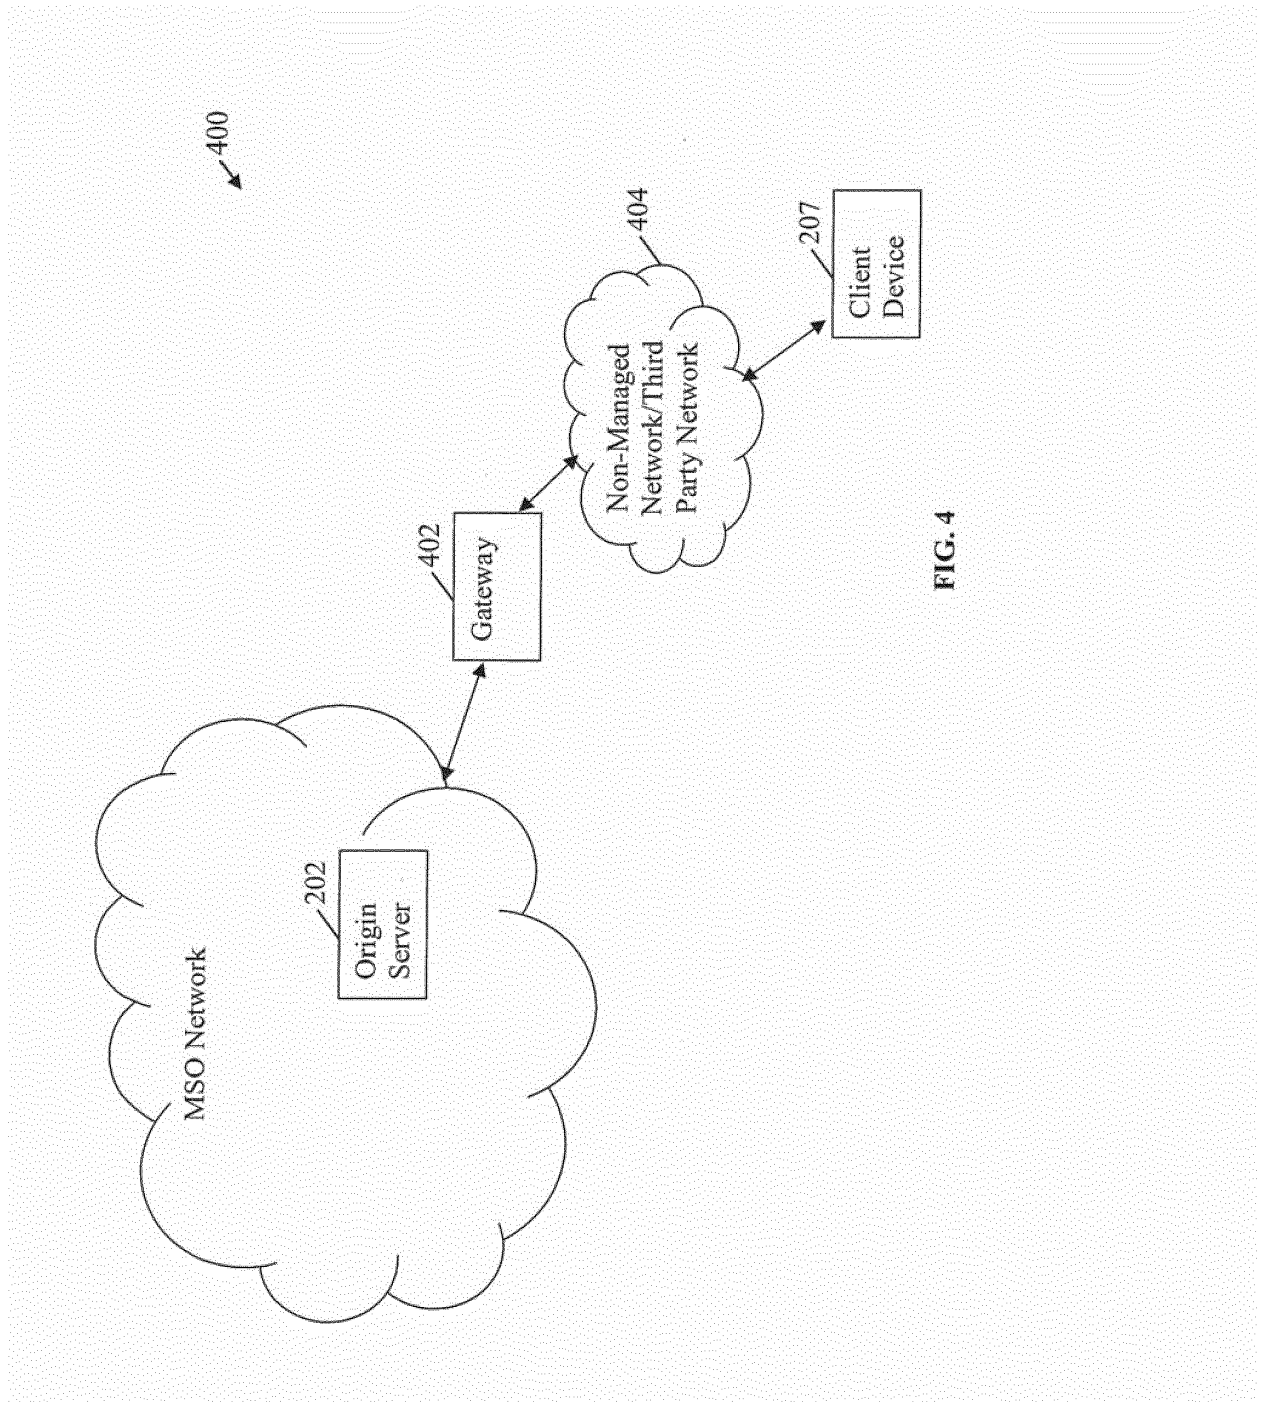 400
MSO Network
202
Origin
Server
402
Gateway
404
Non-Managed
Network/Third
Party Network
207
Client
Device
FIG. 4